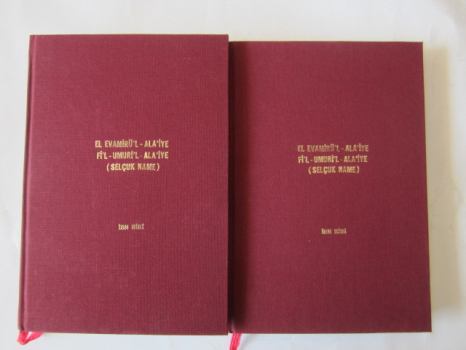 EL EVAMİRÜ'L - ALA'İYE
Fİ'L - UMURİ'L - ALA'İYE
(SELÇUK NAME)
İBNİ BİBİ
EL EVAMİRÜ'L - ALA'İYE
Fİ'L - UMURİ'L - ALA'İYE
(SELÇUK NAME)
İBNİ BİBİ